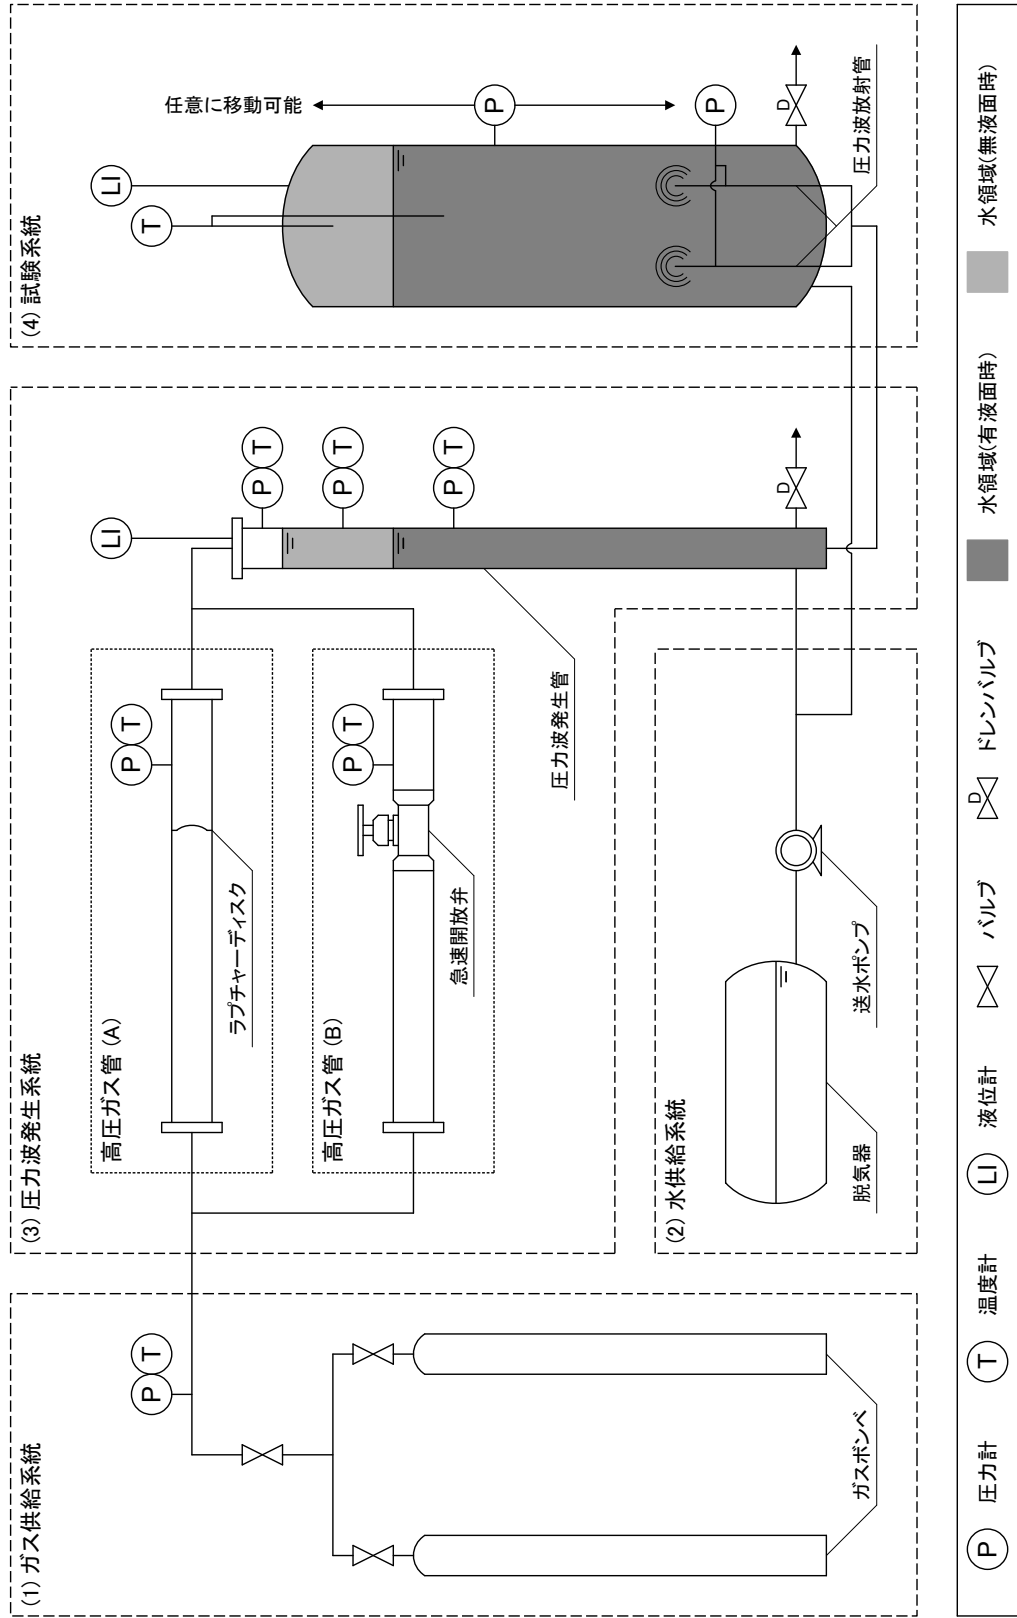 (1) ガス供給系統
P T
ガスボンベ
(2) 水供給系統
脱気器
送水ポンプ
(3) 圧力波発生系統
高圧ガス管 (A)
P T
ラプチャーディスク
高圧ガス管 (B)
P T
急速開放弁
LI
P T
P T
P T
圧力波発生管
D
(4) 試験系統
T
LI
任意に移動可能
P
P
D
圧力波放射管
P 圧力計
T 温度計
LI 液位計
バルブ
D ドレンバルブ
水領域(有液面時)
水領域(無液面時)